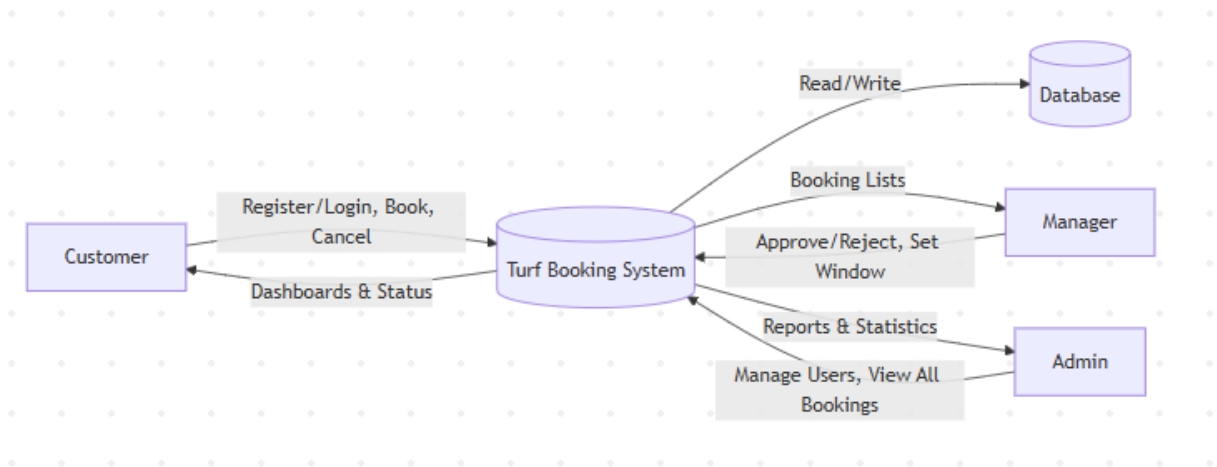 Read/Write
Database
Booking Lists
Manager
Register/Login, Book,
Cancel
Customer
Turf Booking System
Approve/Reject, Set
Window
Dashboards & Status
Reports & Statistics
Admin
Manage Users, View All
Bookings